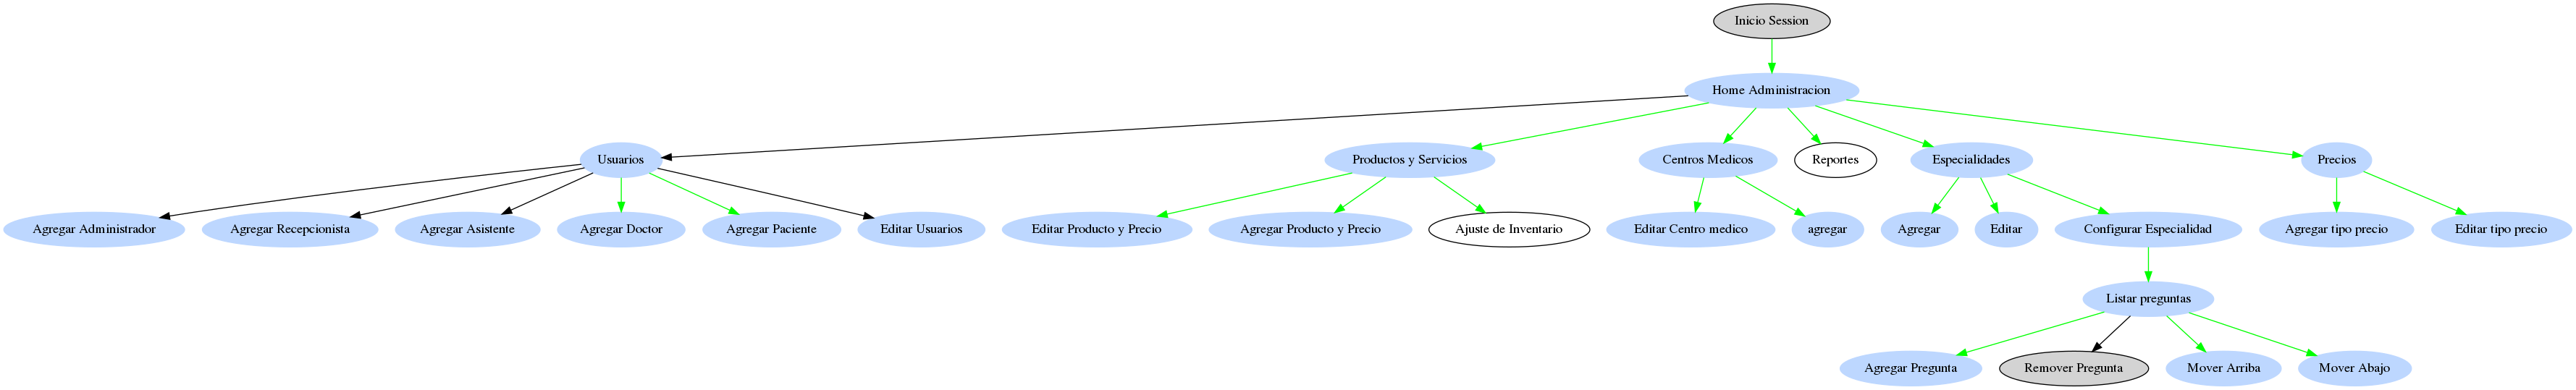 Inicio Session
Home Administracion
Usuarios
Productos y Servicios
Centros Medicos
Reportes
Especialidades
Precios
Agregar Administrador
Agregar Recepcionista
Agregar Asistente
Agregar Doctor
Agregar Paciente
Editar Usuarios
Editar Producto y Precio
Agregar Producto y Precio
Ajuste de Inventario
Editar Centro medico
agregar
Agregar
Editar
Configurar Especialidad
Agregar tipo precio
Editar tipo precio
Listar preguntas
Agregar Pregunta
Remover Pregunta
Mover Arriba
Mover Abajo